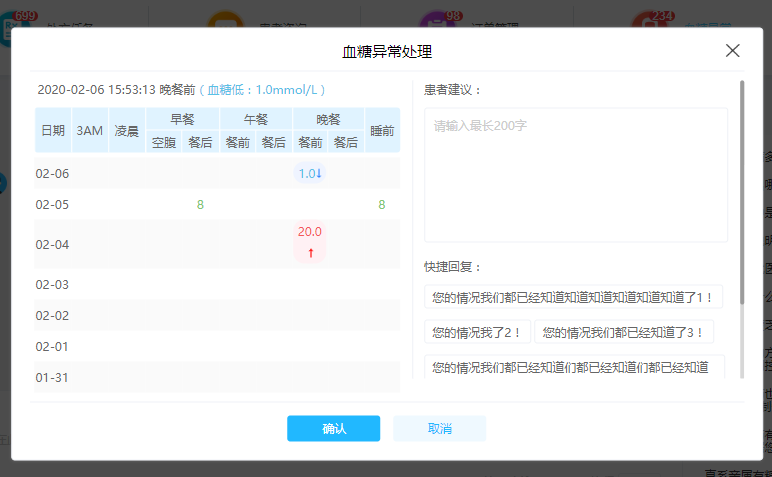 699
98
234
血糖异常处理
2020-02-06 15:53:13 晚餐前（血糖低：1.0mmol/L）
日期 3AM 凌晨 早餐 午餐 晚餐 睡前
空腹 餐后 餐前 餐后 餐前 餐后
02-06 1.0↓
02-05 8 8
02-04 20.0
↑
02-03
02-02
02-01
01-31
患者建议：
请输入最长200字
快捷回复：
您的情况我们都已经知道知道知道知道知道知道了1！
您的情况我了2！ 您的情况我们都已经知道了3！
您的情况我们都已经知道们都已经知道们都已经知道
确认 取消